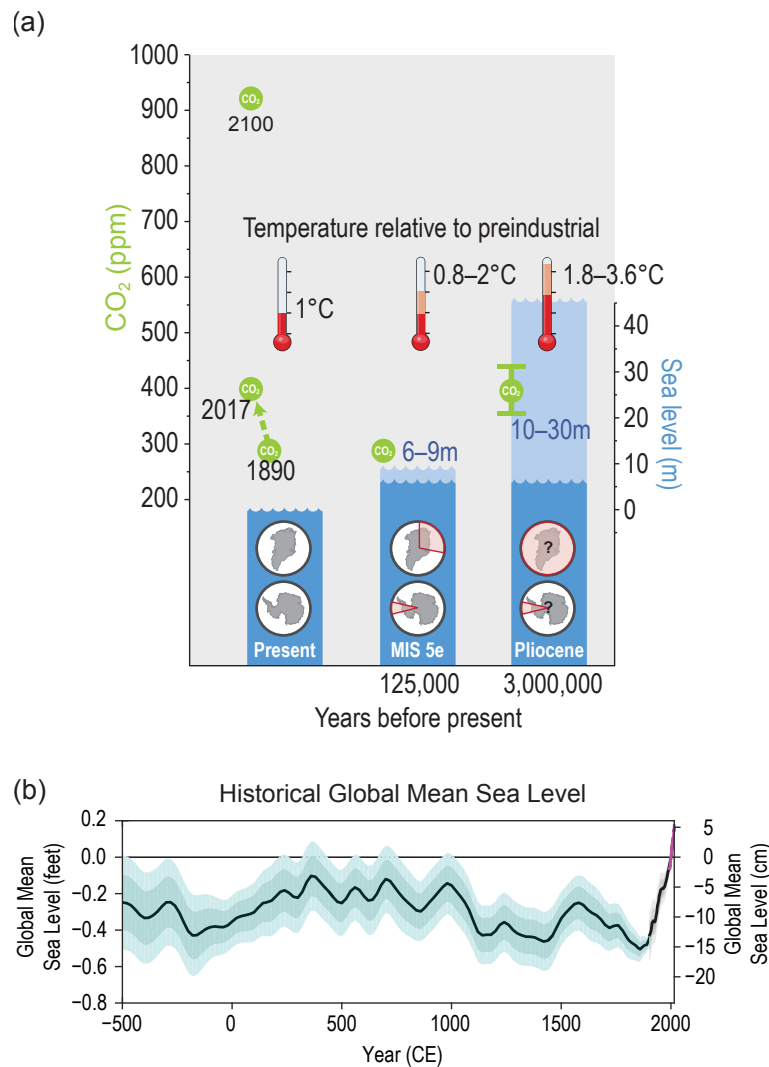 (a)
1000
900
800
700
600
500
400
300
200
CO₂ (ppm)
CO₂
2100
Temperature relative to preindustrial
1°C
0.8–2°C
1.8–3.6°C
CO₂
2017
CO₂
1890
CO₂
6–9m
CO₂
10–30m
40
30
20
10
0
Sea level (m)
?
?
Present
MIS 5e
Pliocene
125,000
3,000,000
Years before present
(b)
Historical Global Mean Sea Level
0.2
0.0
−0.2
−0.4
−0.6
−0.8
Global Mean
Sea Level (feet)
5
0
−5
−10
−15
−20
Global Mean
Sea Level (cm)
−500
0
500
1000
1500
2000
Year (CE)